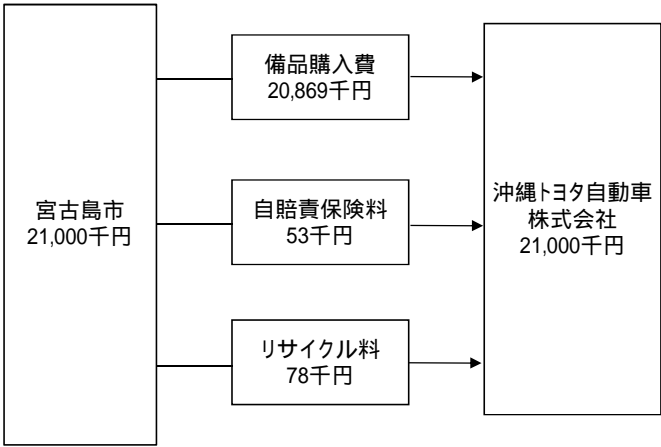 宮古島市
21,000千円
備品購入費
20,869千円
自賠責保険料
53千円
リサイクル料
78千円
沖縄トヨタ自動車
株式会社
21,000千円